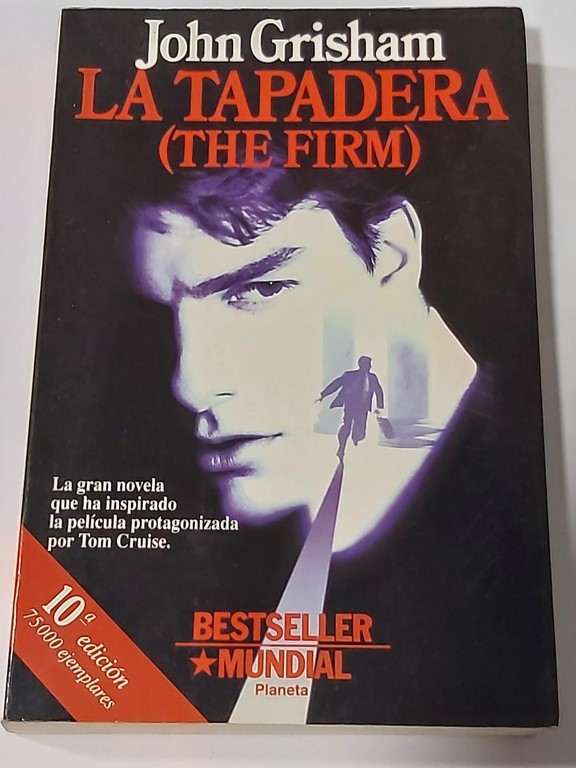 John Grisham
LA TAPADERA
(THE FIRM)
La gran novela
que ha inspirado
la película protagonizada
por Tom Cruise.
10ª edición
75000 ejemplares
BESTSELLER
★MUNDIAL
Planeta